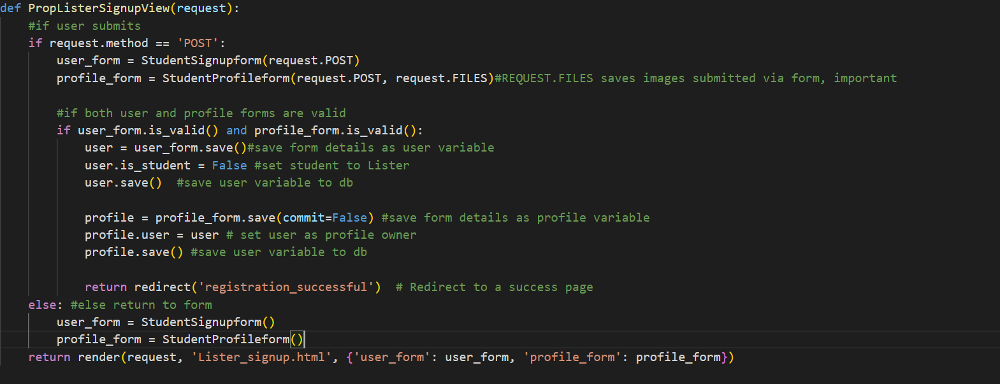 def PropListerSignupView(request):
    #if user submits
    if request.method == 'POST':
        user_form = StudentSignupform(request.POST)
        profile_form = StudentProfileform(request.POST, request.FILES)#REQUEST.FILES saves images submitted via form, important

        #if both user and profile forms are valid
        if user_form.is_valid() and profile_form.is_valid():
            user = user_form.save()#save form details as user variable
            user.is_student = False #set student to Lister
            user.save()  #save user variable to db

            profile = profile_form.save(commit=False) #save form details as profile variable
            profile.user = user # set user as profile owner
            profile.save() #save user variable to db

            return redirect('registration_successful')  # Redirect to a success page
    else: #else return to form
        user_form = StudentSignupform()
        profile_form = StudentProfileform()
    return render(request, 'Lister_signup.html', {'user_form': user_form, 'profile_form': profile_form})